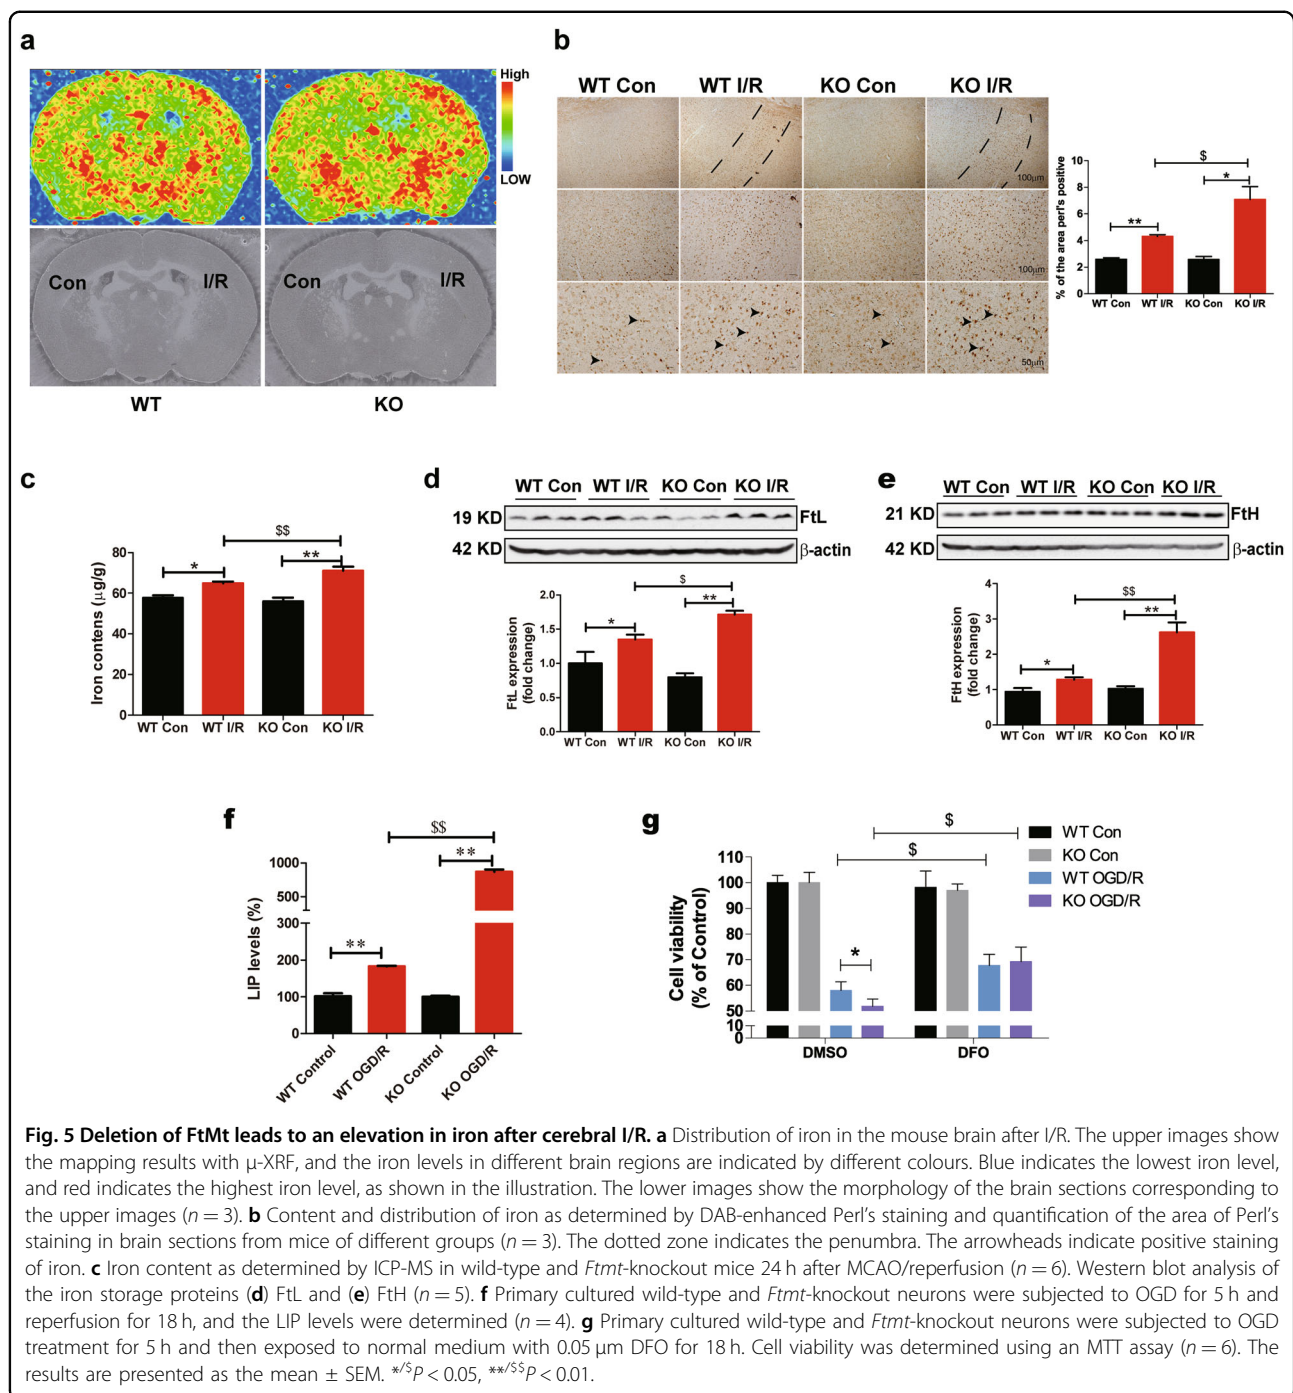 a
High
LOW
Con
I/R
Con
I/R
WT
KO
b
WT Con
WT I/R
KO Con
KO I/R
100μm
100μm
50μm
% of the area perl's positive
10
8
6
4
2
0
**
*
$
WT Con
WT I/R
KO Con
KO I/R
c
Iron contens (μg/g)
80
60
40
20
0
*
**
$$
WT Con
WT I/R
KO Con
KO I/R
d
WT Con
WT I/R
KO Con
KO I/R
19 KD
FtL
42 KD
β-actin
FtL expression
(fold change)
2.0
1.5
1.0
0.5
0.0
*
**
$
WT Con
WT I/R
KO Con
KO I/R
e
WT Con
WT I/R
KO Con
KO I/R
21 KD
FtH
42 KD
β-actin
FtH expression
(fold change)
4
3
2
1
0
*
**
$$
WT Con
WT I/R
KO Con
KO I/R
f
LIP levels (%)
1000
500
300
200
100
0
**
**
$$
WT Control
WT OGD/R
KO Control
KO OGD/R
g
Cell viability
(% of Control)
110
100
90
80
70
60
50
10
0
*
$
$
DMSO
DFO
WT Con
KO Con
WT OGD/R
KO OGD/R
Fig. 5 Deletion of FtMt leads to an elevation in iron after cerebral I/R. a Distribution of iron in the mouse brain after I/R. The upper images show
the mapping results with μ-XRF, and the iron levels in different brain regions are indicated by different colours. Blue indicates the lowest iron level,
and red indicates the highest iron level, as shown in the illustration. The lower images show the morphology of the brain sections corresponding to
the upper images (n = 3). b Content and distribution of iron as determined by DAB-enhanced Perl's staining and quantification of the area of Perl's
staining in brain sections from mice of different groups (n = 3). The dotted zone indicates the penumbra. The arrowheads indicate positive staining
of iron. c Iron content as determined by ICP-MS in wild-type and Ftmt-knockout mice 24 h after MCAO/reperfusion (n = 6). Western blot analysis of
the iron storage proteins (d) FtL and (e) FtH (n = 5). f Primary cultured wild-type and Ftmt-knockout neurons were subjected to OGD for 5 h and
reperfusion for 18 h, and the LIP levels were determined (n = 4). g Primary cultured wild-type and Ftmt-knockout neurons were subjected to OGD
treatment for 5 h and then exposed to normal medium with 0.05 μm DFO for 18 h. Cell viability was determined using an MTT assay (n = 6). The
results are presented as the mean ± SEM. */$P < 0.05, **/$$P < 0.01.